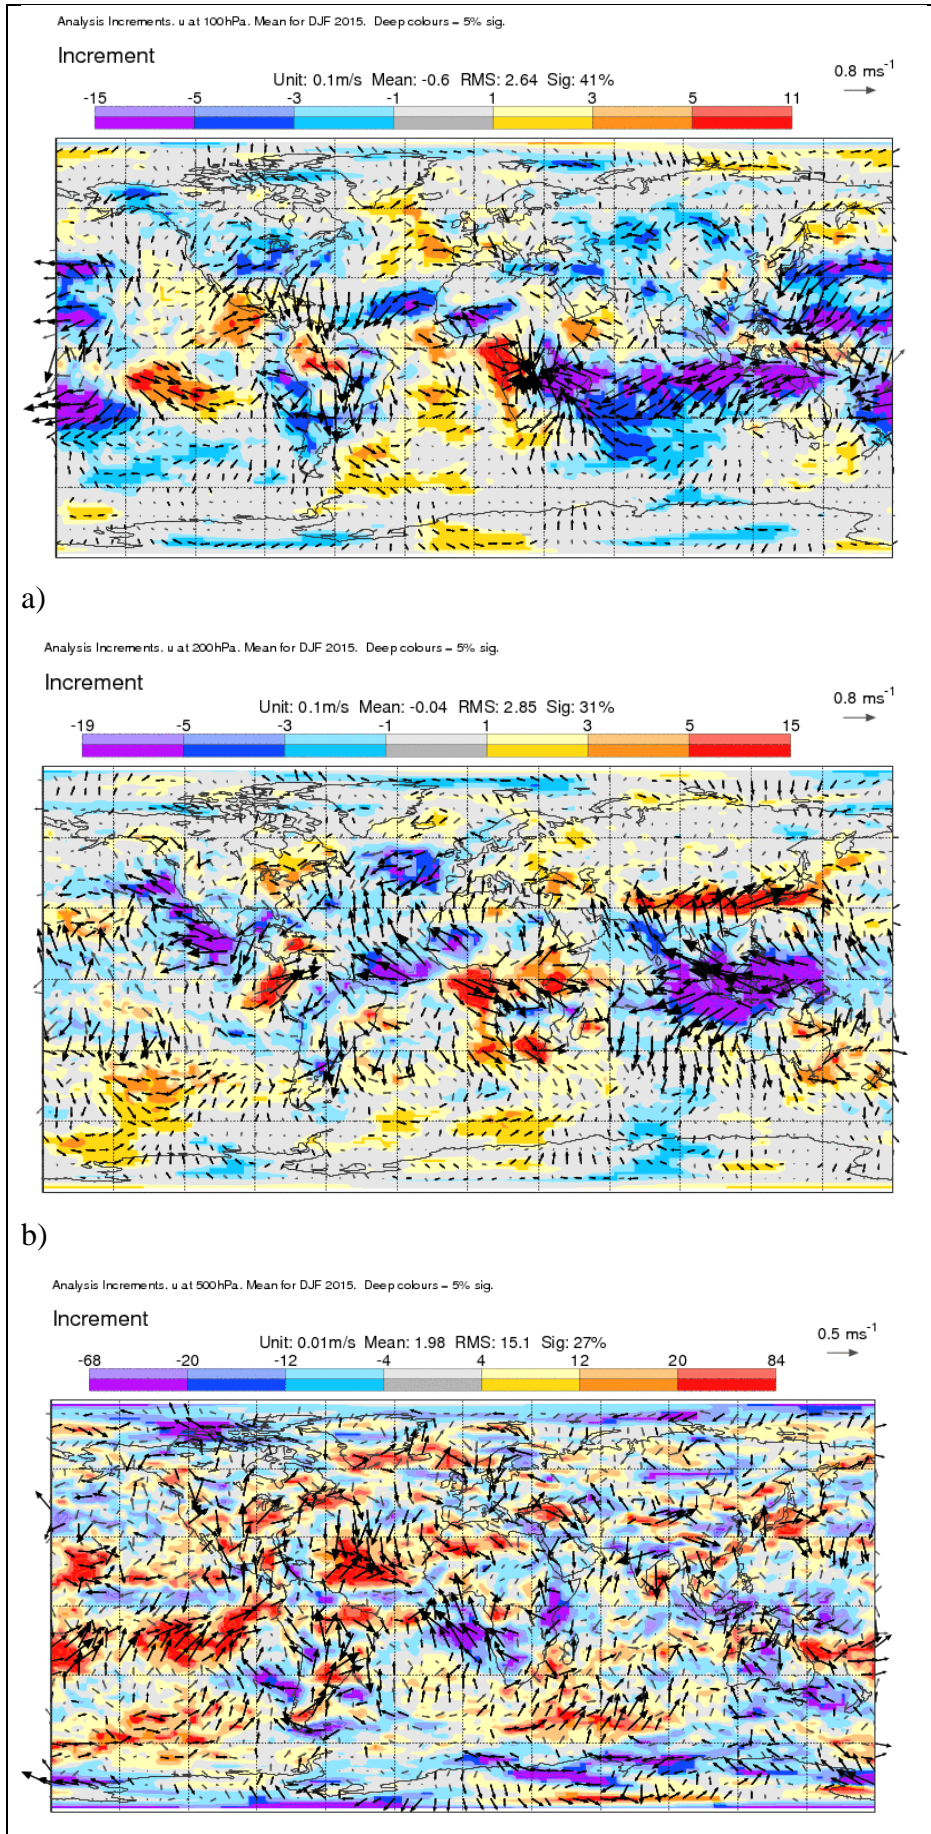 Analysis Increments. u at 100hPa. Mean for DJF 2015. Deep colours = 5% sig.
Increment
Unit: 0.1m/s Mean: -0.6 RMS: 2.64 Sig: 41%
0.8 ms-1
-15 -5 -3 -1 1 3 5 11
a)
Analysis Increments. u at 200hPa. Mean for DJF 2015. Deep colours = 5% sig.
Increment
Unit: 0.1m/s Mean: -0.04 RMS: 2.85 Sig: 31%
0.8 ms-1
-19 -5 -3 -1 1 3 5 15
b)
Analysis Increments. u at 500hPa. Mean for DJF 2015. Deep colours = 5% sig.
Increment
Unit: 0.01m/s Mean: 1.98 RMS: 15.1 Sig: 27%
0.5 ms-1
-68 -20 -12 -4 4 12 20 84